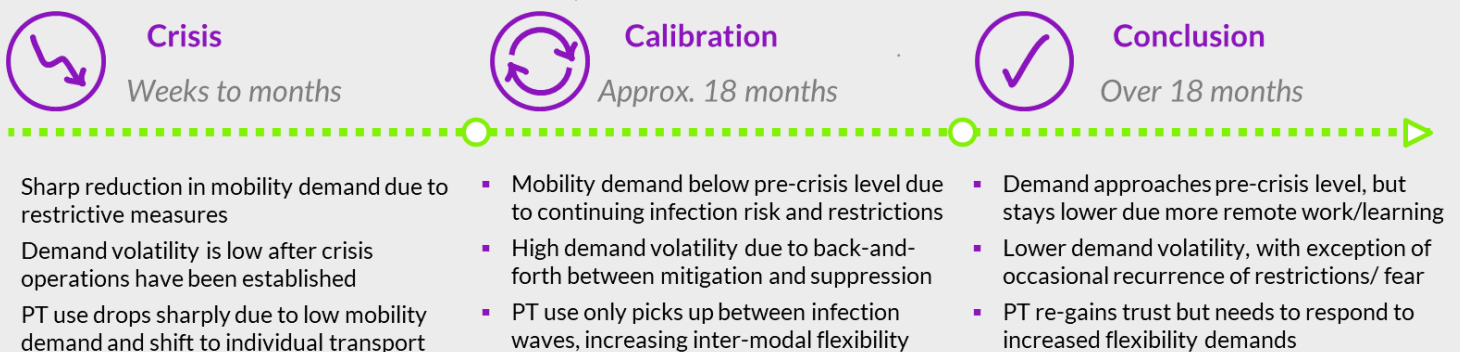 Crisis
Weeks to months
Sharp reduction in mobility demand due to
restrictive measures
Demand volatility is low after crisis
operations have been established
PT use drops sharply due to low mobility
demand and shift to individual transport
Calibration
Approx. 18 months
Mobility demand below pre-crisis level due
to continuing infection risk and restrictions
High demand volatility due to back-and-
forth between mitigation and suppression
PT use only picks up between infection
waves, increasing inter-modal flexibility
Conclusion
Over 18 months
Demand approaches pre-crisis level, but
stays lower due more remote work/learning
Lower demand volatility, with exception of
occasional recurrence of restrictions/ fear
PT re-gains trust but needs to respond to
increased flexibility demands